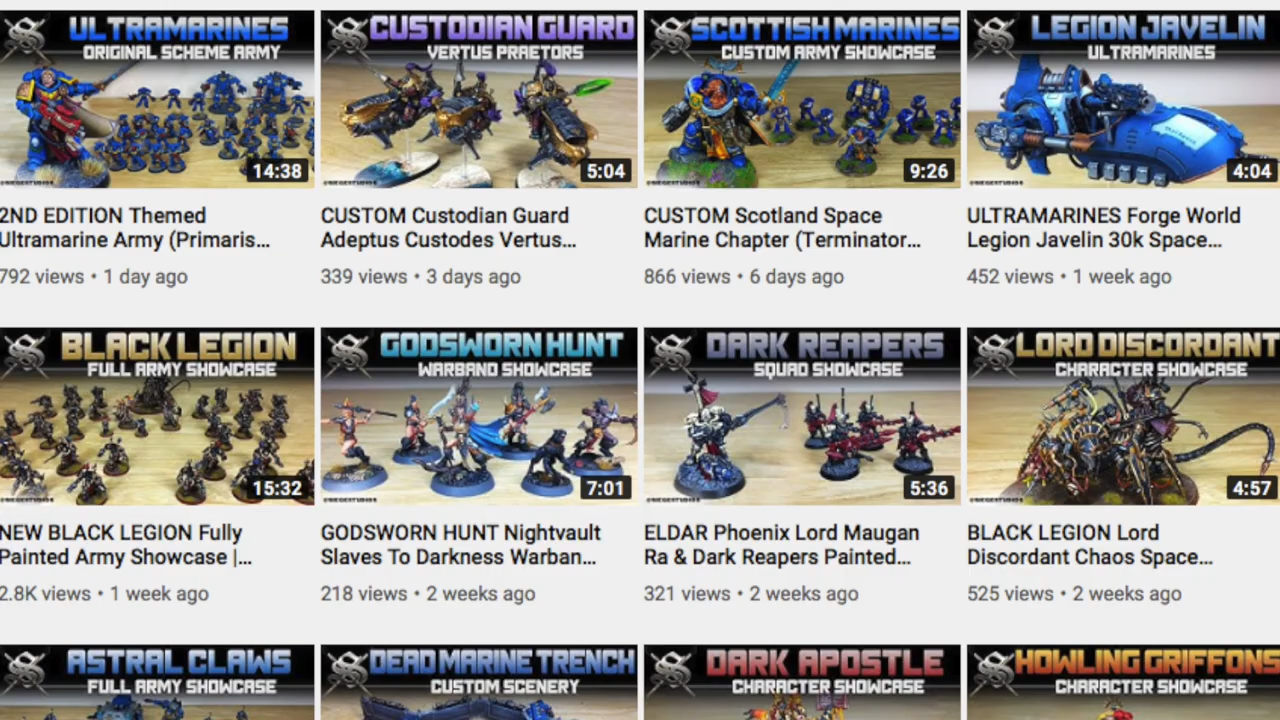 ULTRAMARINES
ORIGINAL SCHEME ARMY
14:38
CUSTODIAN GUARD
VERTUS PRAETORS
5:04
SCOTTISH MARINES
CUSTOM ARMY SHOWCASE
9:26
LEGION JAVELIN
ULTRAMARINES
4:04
2ND EDITION Themed
Ultramarine Army (Primaris...
792 views • 1 day ago
CUSTOM Custodian Guard
Adeptus Custodes Vertus...
339 views • 3 days ago
CUSTOM Scotland Space
Marine Chapter (Terminator...
866 views • 6 days ago
ULTRAMARINES Forge World
Legion Javelin 30k Space...
452 views • 1 week ago
BLACK LEGION
FULL ARMY SHOWCASE
15:32
GODSWORN HUNT
WARBAND SHOWCASE
7:01
DARK REAPERS
SQUAD SHOWCASE
5:36
LORD DISCORDANT
CHARACTER SHOWCASE
4:57
NEW BLACK LEGION Fully
Painted Army Showcase |...
2.8K views • 1 week ago
GODSWORN HUNT Nightvault
Slaves To Darkness Warban...
218 views • 2 weeks ago
ELDAR Phoenix Lord Maugan
Ra & Dark Reapers Painted...
321 views • 2 weeks ago
BLACK LEGION Lord
Discordant Chaos Space...
525 views • 2 weeks ago
ASTRAL CLAWS
FULL ARMY SHOWCASE
DEAD MARINE TRENCH
CUSTOM SCENERY
DARK APOSTLE
CHARACTER SHOWCASE
HOWLING GRIFFONS
CHARACTER SHOWCASE